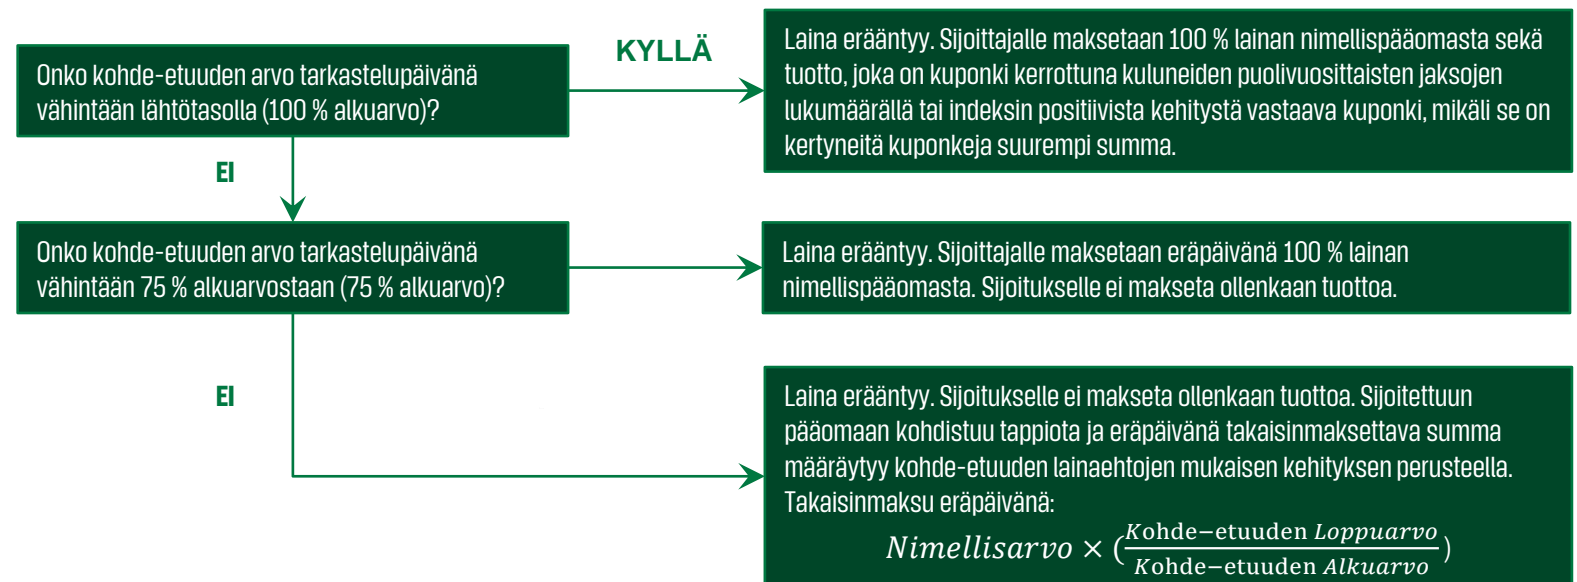 Onko kohde-etuuden arvo tarkastelupäivänä
vähintään lähtötasolla (100 % alkuarvo)?
KYLLÄ
Laina erääntyy. Sijoittajalle maksetaan 100 % lainan nimellispääomasta sekä
tuotto, joka on kuponki kerrottuna kuluneiden puolivuosittaisten jaksojen
lukumäärällä tai indeksin positiivista kehitystä vastaava kuponki, mikäli se on
kertyneitä kuponkeja suurempi summa.
EI
Onko kohde-etuuden arvo tarkastelupäivänä
vähintään 75 % alkuarvostaan (75 % alkuarvo)?
Laina erääntyy. Sijoittajalle maksetaan eräpäivänä 100 % lainan
nimellispääomasta. Sijoitukselle ei makseta ollenkaan tuottoa.
EI
Laina erääntyy. Sijoitukselle ei makseta ollenkaan tuottoa. Sijoitettuun
pääomaan kohdistuu tappiota ja eräpäivänä takaisinmaksettava summa
määräytyy kohde-etuuden lainaehtojen mukaisen kehityksen perusteella.
Takaisinmaksu eräpäivänä:
Nimellisarvo × (Kohde−etuuden Loppuarvo / Kohde−etuuden Alkuarvo)